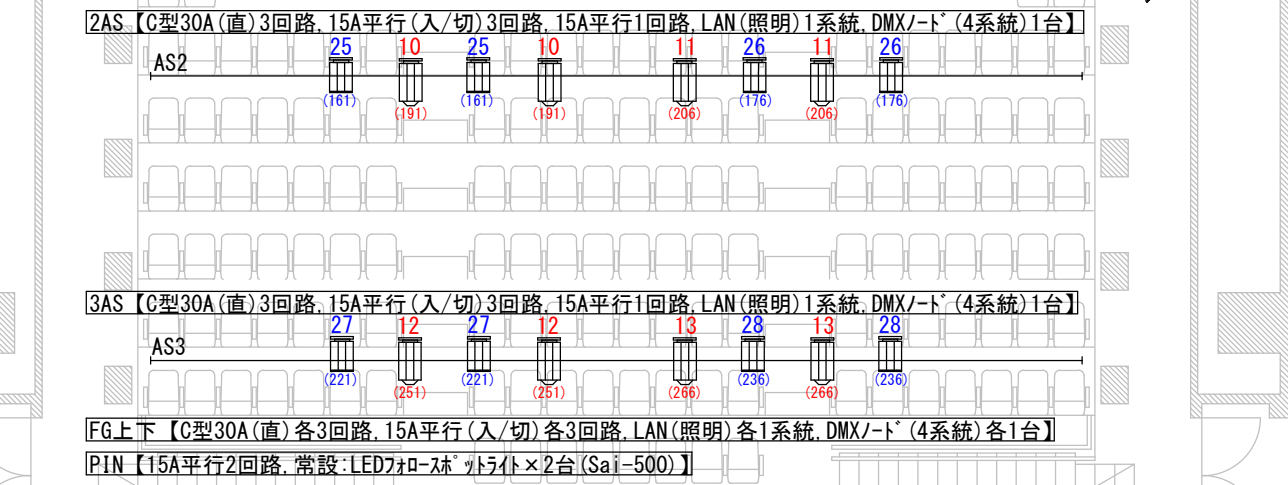 2AS【C型30A(直)3回路,15A平行(入/切)3回路,15A平行1回路,LAN(照明)1系統,DMXﾉｰﾄﾞ(4系統)1台】
25 10 25 10 11 26 11 26
AS2
(161) (191) (161) (191) (206) (176) (206) (176)
3AS【C型30A(直)3回路,15A平行(入/切)3回路,15A平行1回路,LAN(照明)1系統,DMXﾉｰﾄﾞ(4系統)1台】
27 12 27 12 13 28 13 28
AS3
(221) (251) (221) (251) (266) (236) (266) (236)
FG上下【C型30A(直)各3回路,15A平行(入/切)各3回路,LAN(照明)各1系統,DMXﾉｰﾄﾞ(4系統)各1台】
PIN【15A平行2回路,常設:LEDﾌｫﾛｰｽﾎﾟｯﾄﾗｲﾄ×2台(Sai-500)】